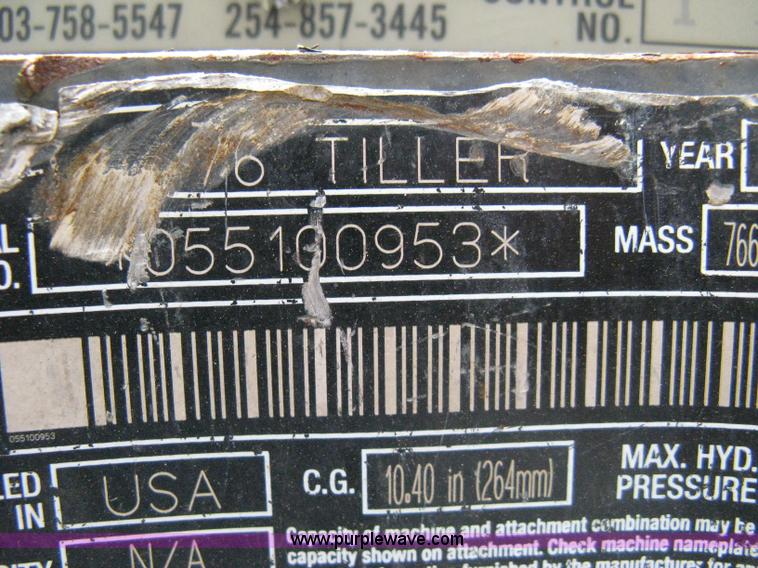 03-758-5547 254-857-3445 NO. 1
76 TILLER YEAR
055100953* MASS 766
055100953
IN USA C.G. 10.40 in (264mm) MAX. HYD. PRESSURE
N/A
Capacity of machine and attachment combination may be
capacity shown on attachment. Check machine nameplate
www.purplewave.com